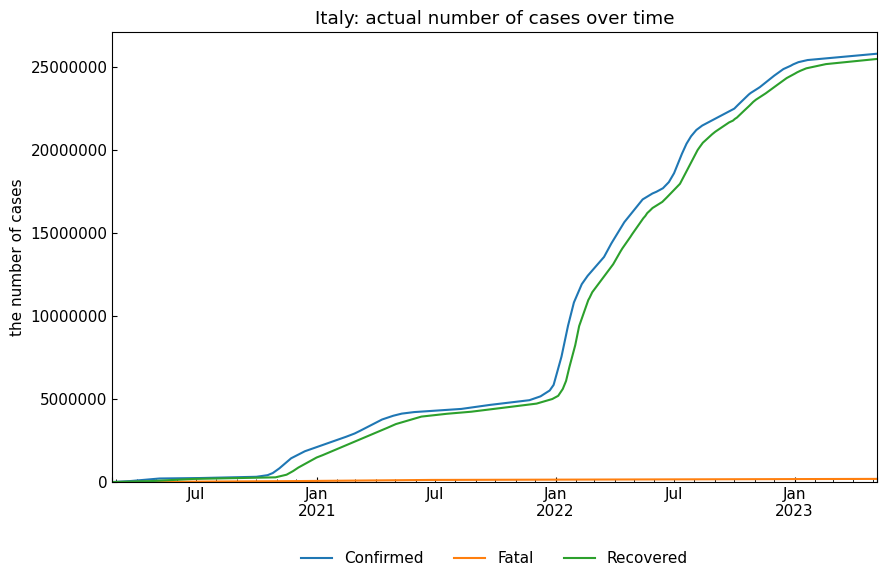 Italy: actual number of cases over time
the number of cases
25000000
20000000
15000000
10000000
5000000
0
Jul Jan Jul Jan Jul Jan
2021 2022 2023
Confirmed Fatal Recovered